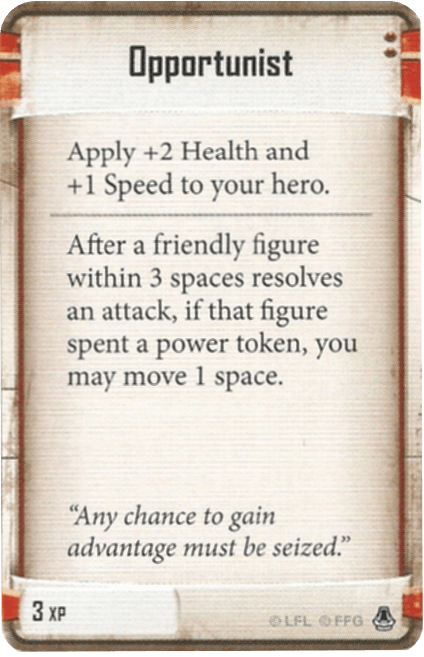 Opportunist
Apply +2 Health and
+1 Speed to your hero.
After a friendly figure
within 3 spaces resolves
an attack, if that figure
spent a power token, you
may move 1 space.
“Any chance to gain
advantage must be seized.”
3 XP
© LFL © FFG